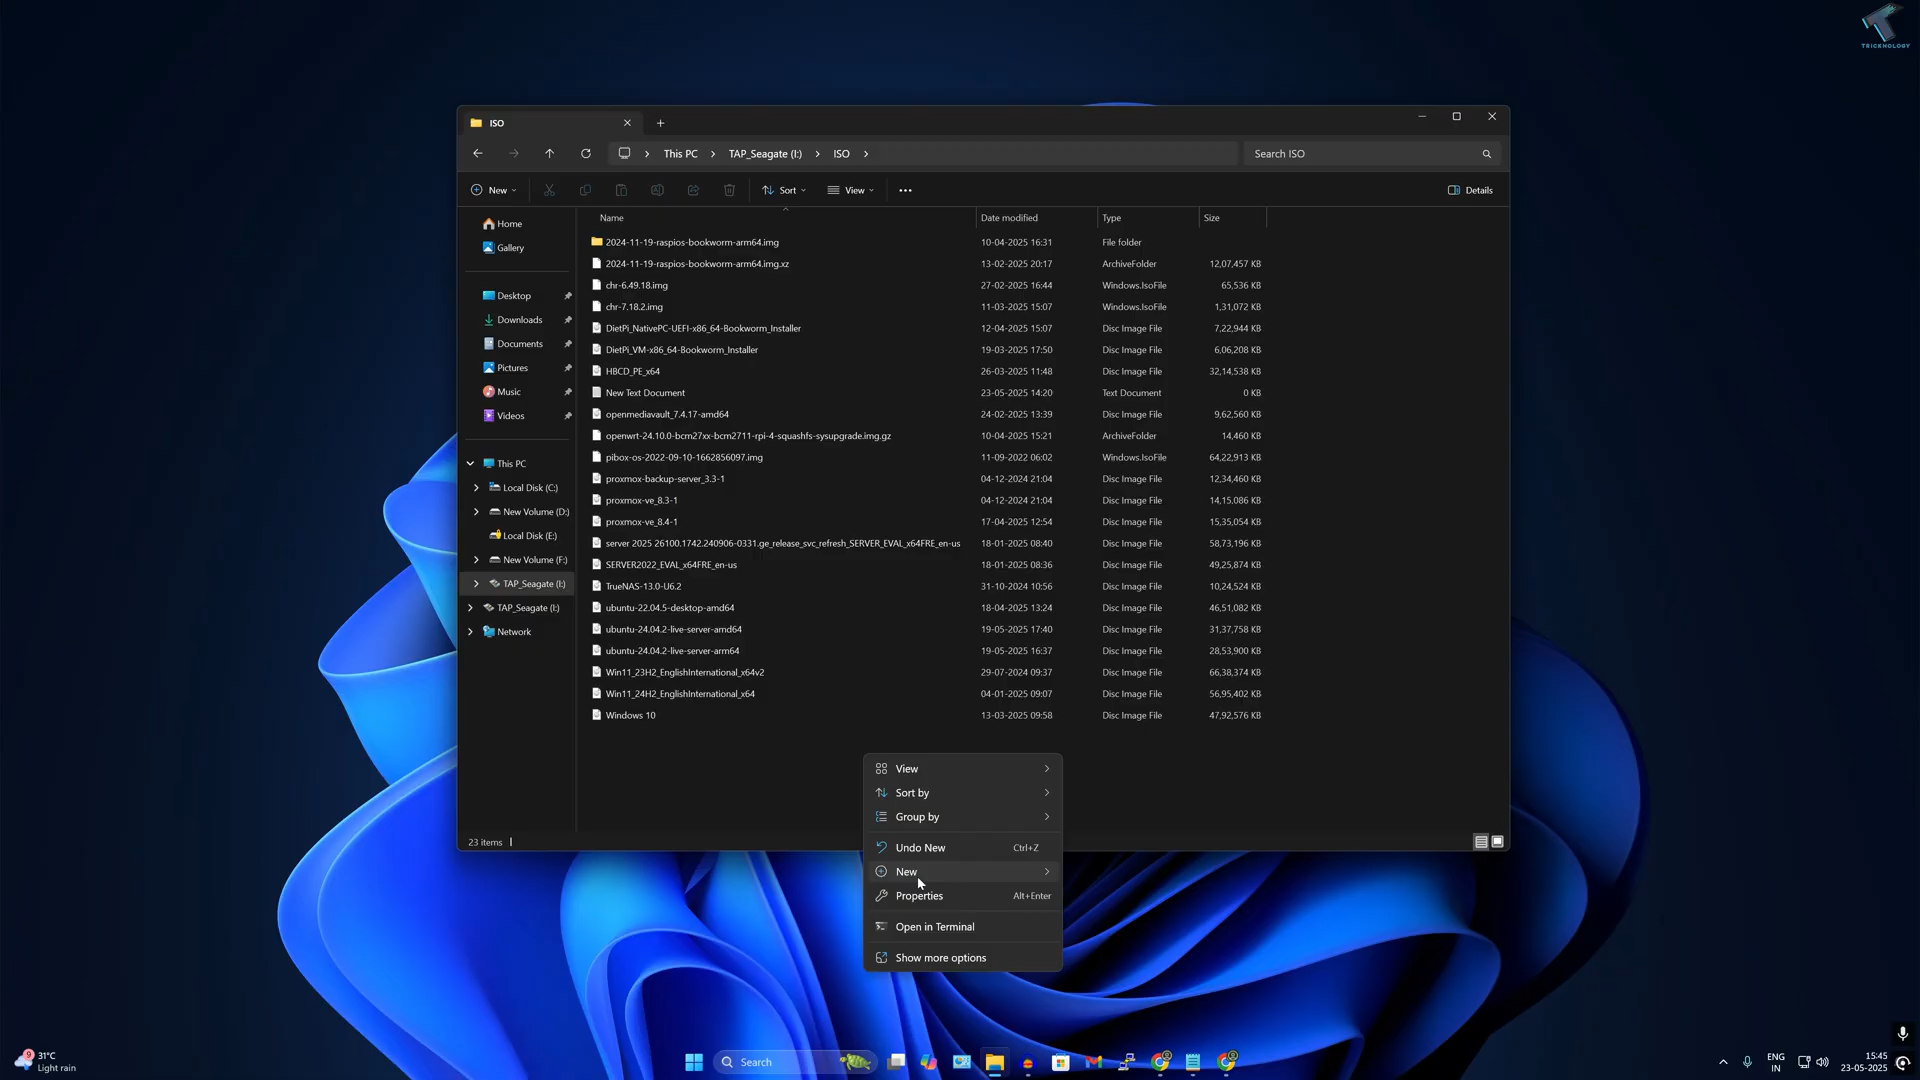 TRICKNOLOGY
ISO
This PC
TAP_Seagate (I:)
ISO
Search ISO
New
Sort
View
Details
Name
Date modified
Type
Size
2024-11-19-raspios-bookworm-arm64.img 10-04-2025 16:31 File folder
2024-11-19-raspios-bookworm-arm64.img.xz 13-02-2025 20:17 ArchiveFolder 12,07,457 KB
chr-6.49.18.img 27-02-2025 16:44 Windows.IsoFile 65,536 KB
chr-7.18.2.img 11-03-2025 15:07 Windows.IsoFile 1,31,072 KB
DietPi_NativePC-UEFI-x86_64-Bookworm_Installer 12-04-2025 15:07 Disc Image File 7,22,944 KB
DietPi_VM-x86_64-Bookworm_Installer 19-03-2025 17:50 Disc Image File 6,06,208 KB
HBCD_PE_x64 26-03-2025 11:48 Disc Image File 32,14,538 KB
New Text Document 23-05-2025 14:20 Text Document 0 KB
openmediavault_7.4.17-amd64 24-02-2025 13:39 Disc Image File 9,62,560 KB
openwrt-24.10.0-bcm27xx-bcm2711-rpi-4-squashfs-sysupgrade.img.gz 10-04-2025 15:21 ArchiveFolder 14,460 KB
pibox-os-2022-09-10-1662856097.img 11-09-2022 06:02 Windows.IsoFile 64,22,913 KB
proxmox-backup-server_3.3-1 04-12-2024 21:04 Disc Image File 12,34,460 KB
proxmox-ve_8.3-1 04-12-2024 21:04 Disc Image File 14,15,086 KB
proxmox-ve_8.4-1 17-04-2025 12:54 Disc Image File 15,35,054 KB
server 2025 26100.1742.240906-0331.ge_release_svc_refresh_SERVER_EVAL_x64FRE_en-us 18-01-2025 08:40 Disc Image File 58,73,196 KB
SERVER2022_EVAL_x64FRE_en-us 18-01-2025 08:36 Disc Image File 49,25,874 KB
TrueNAS-13.0-U6.2 31-10-2024 10:56 Disc Image File 10,24,524 KB
ubuntu-22.04.5-desktop-amd64 18-04-2025 13:24 Disc Image File 46,51,082 KB
ubuntu-24.04.2-live-server-amd64 19-05-2025 17:40 Disc Image File 31,37,758 KB
ubuntu-24.04.2-live-server-arm64 19-05-2025 16:37 Disc Image File 28,53,900 KB
Win11_23H2_EnglishInternational_x64v2 29-07-2024 09:37 Disc Image File 66,38,374 KB
Win11_24H2_EnglishInternational_x64 04-01-2025 09:07 Disc Image File 56,95,402 KB
Windows 10 13-03-2025 09:58 Disc Image File 47,92,576 KB
Home
Gallery
Desktop
Downloads
Documents
Pictures
Music
Videos
This PC
Local Disk (C:)
New Volume (D:)
Local Disk (E:)
New Volume (F:)
TAP_Seagate (I:)
TAP_Seagate (I:)
Network
23 items
View
Sort by
Group by
Undo New Ctrl+Z
New
Properties Alt+Enter
Open in Terminal
Show more options
9
31°C
Light rain
Search
ENG
IN
15:45
23-05-2025